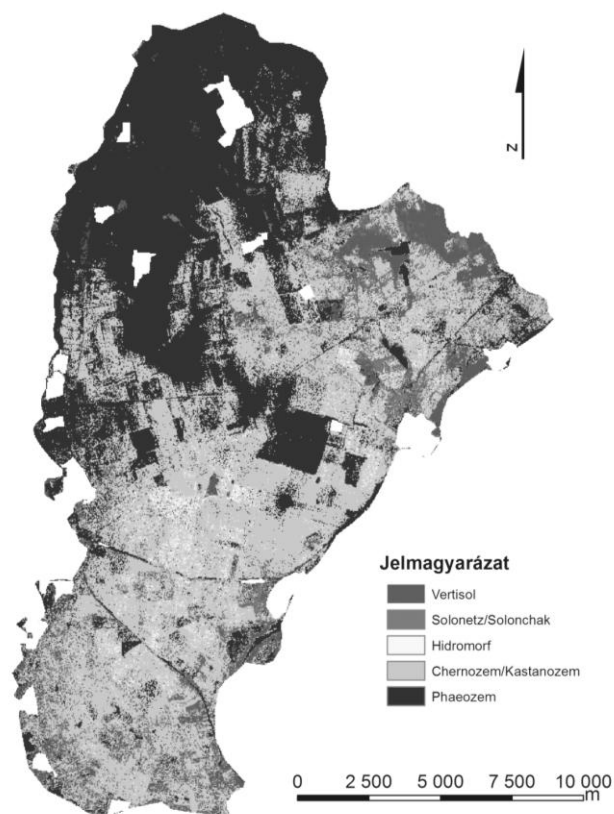 N
Jelmagyarázat
Vertisol
Solonetz/Solonchak
Hidromorf
Chernozem/Kastanozem
Phaeozem
0 2 500 5 000 7 500 10 000
m